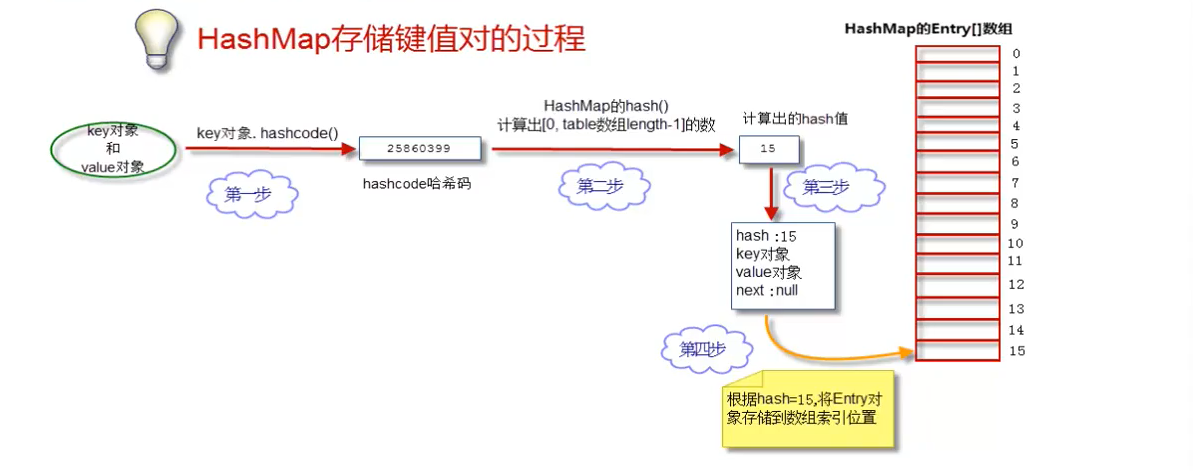 HashMap存储键值对的过程
HashMap的Entry[]数组
key对象
和
value对象
key对象. hashcode()
第一步
25860399
hashcode哈希码
HashMap的hash()
计算出[0, table数组length-1]的数
第二步
计算出的hash值
15
第三步
hash :15
key对象
value对象
next :null
第四步
根据hash=15,将Entry对
象存储到数组索引位置
0
1
2
3
4
5
6
7
8
9
10
11
12
13
14
15